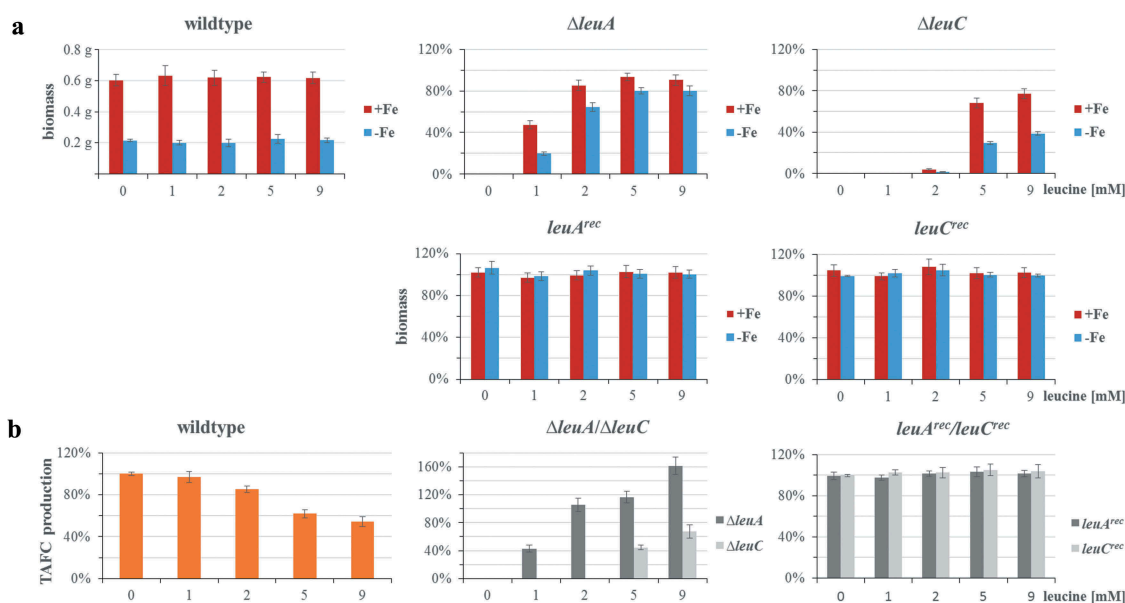 a
wildtype
0.8 g
0.6 g
0.4 g
0.2 g
biomass
0 1 2 5 9
+Fe
-Fe
ΔleuA
120%
80%
40%
0%
0 1 2 5 9
+Fe
-Fe
ΔleuC
120%
80%
40%
0%
0 1 2 5 9 leucine [mM]
+Fe
-Fe
leuA^rec
120%
80%
40%
0%
biomass
0 1 2 5 9
+Fe
-Fe
leuC^rec
120%
80%
40%
0%
0 1 2 5 9 leucine [mM]
+Fe
-Fe
b
wildtype
120%
80%
40%
0%
TAFC production
0 1 2 5 9
ΔleuA/ΔleuC
160%
120%
80%
40%
0%
0 1 2 5 9
ΔleuA
ΔleuC
leuA^rec/leuC^rec
120%
80%
40%
0%
0 1 2 5 9 leucine [mM]
leuA^rec
leuC^rec